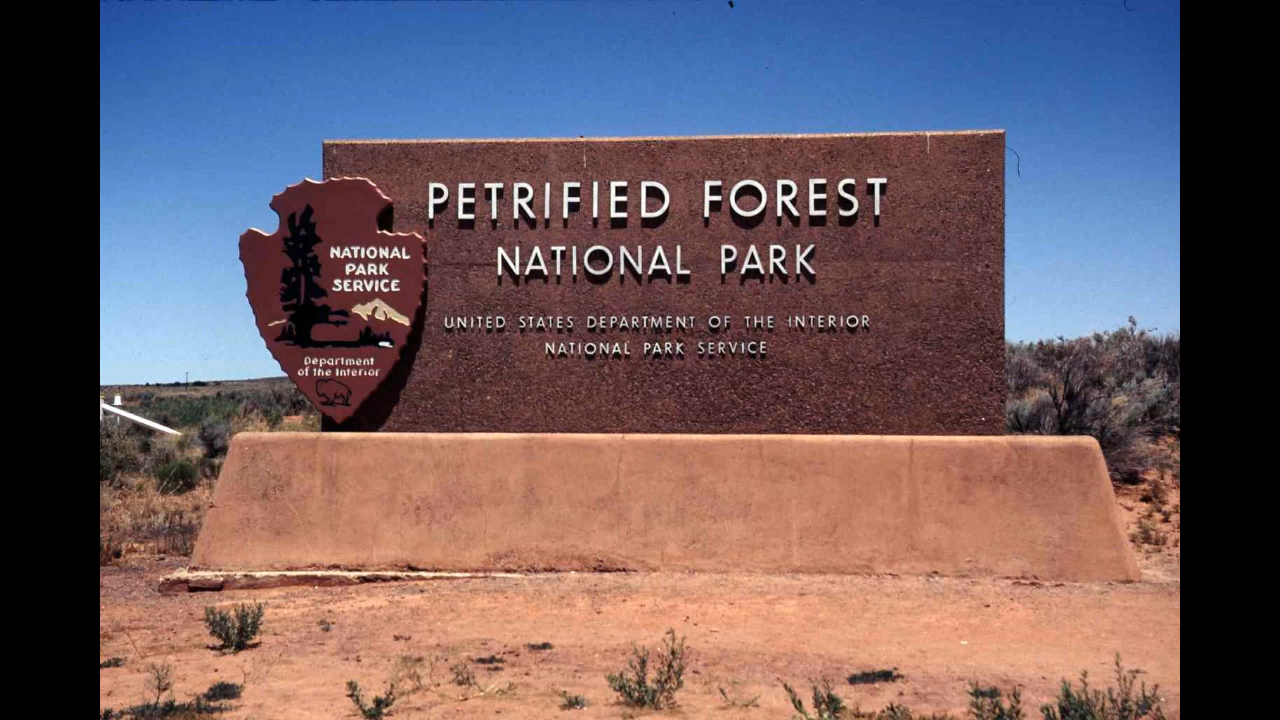 PETRIFIED FOREST
NATIONAL PARK
UNITED STATES DEPARTMENT OF THE INTERIOR
NATIONAL PARK SERVICE
NATIONAL
PARK
SERVICE
Department
of the Interior